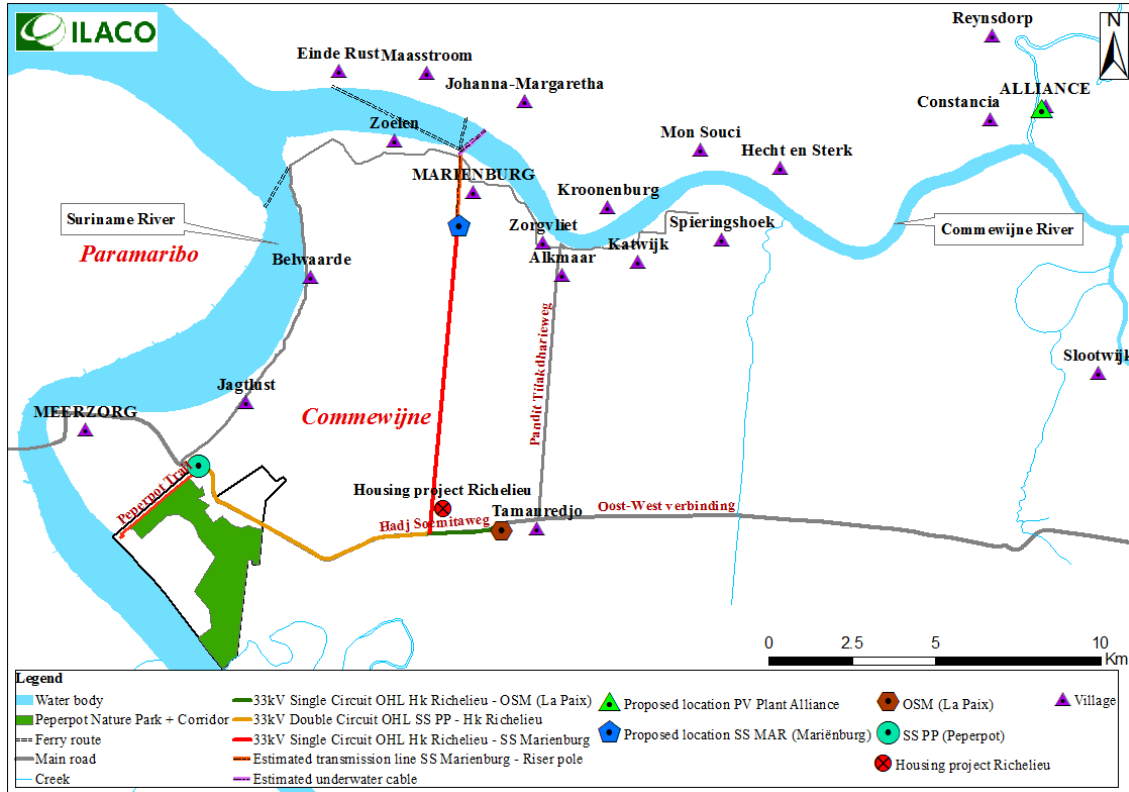 ILACO
Reynsdorp
N
Einde Rust
Maasstroom
Johanna-Margaretha
ALLIANCE
Constancia
Zoelen
Mon Souci
Hecht en Sterk
MARIENBURG
Kroonenburg
Suriname River
Zorgvliet
Spieringshoek
Commewijne River
Paramaribo
Katwijk
Belwaarde
Alkmaar
Slootwijk
Pandit Tilakdharieweg
Jagtlust
MEERZORG
Commewijne
Peperpot Trail
Housing project Richelieu
Tamanredjo
Oost-West verbinding
Hadj Soemitaweg
0 2.5 5 10
Km
Legend
Water body
Peperpot Nature Park + Corridor
Ferry route
Main road
Creek
33kV Single Circuit OHL Hk Richelieu - OSM (La Paix)
33kV Double Circuit OHL SS PP - Hk Richelieu
33kV Single Circuit OHL Hk Richelieu - SS Marienburg
Estimated transmission line SS Marienburg - Riser pole
Estimated underwater cable
Proposed location PV Plant Alliance
Proposed location SS MAR (Mariënburg)
OSM (La Paix)
SS PP (Peperpot)
Housing project Richelieu
Village